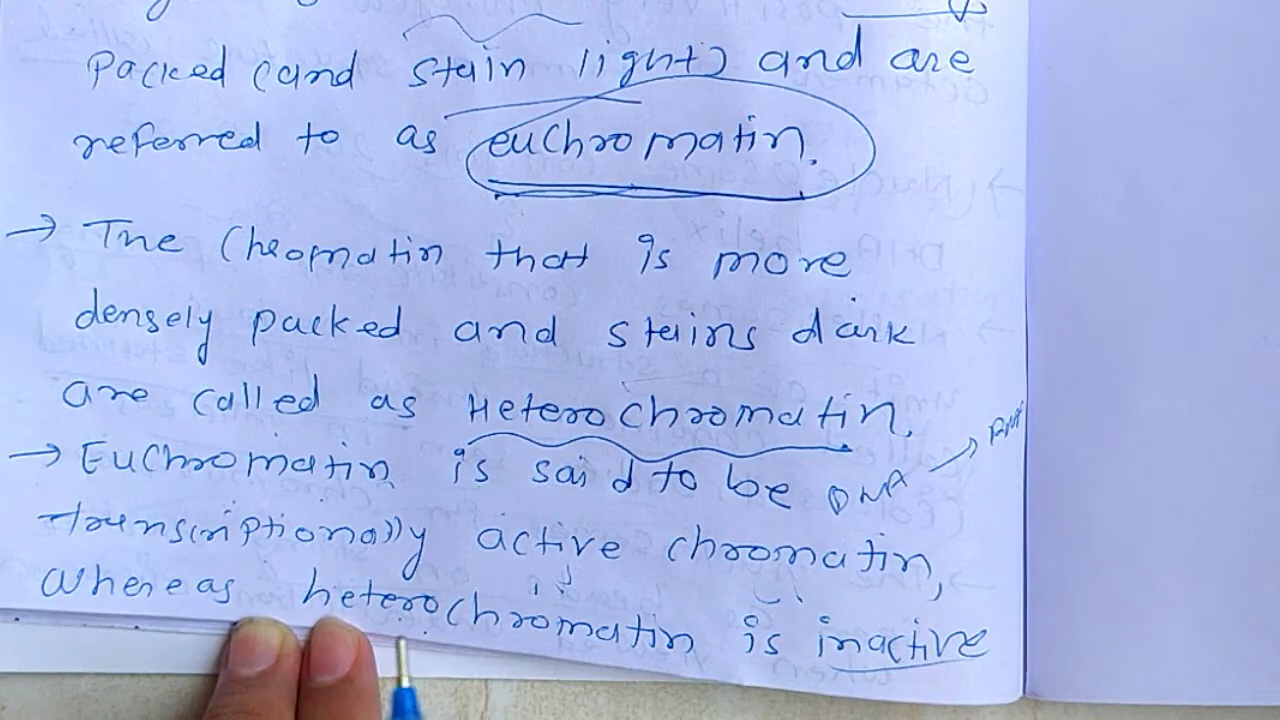 Packed (and stain light) and are
referred to as euchromatin.
→ The Chromatin that is more
densely packed and stains dark
are called as Heterochromatin.
→ Euchromatin is said to be DNA →
transcriptionally active chromatin,
whereas heterochromatin is inactive